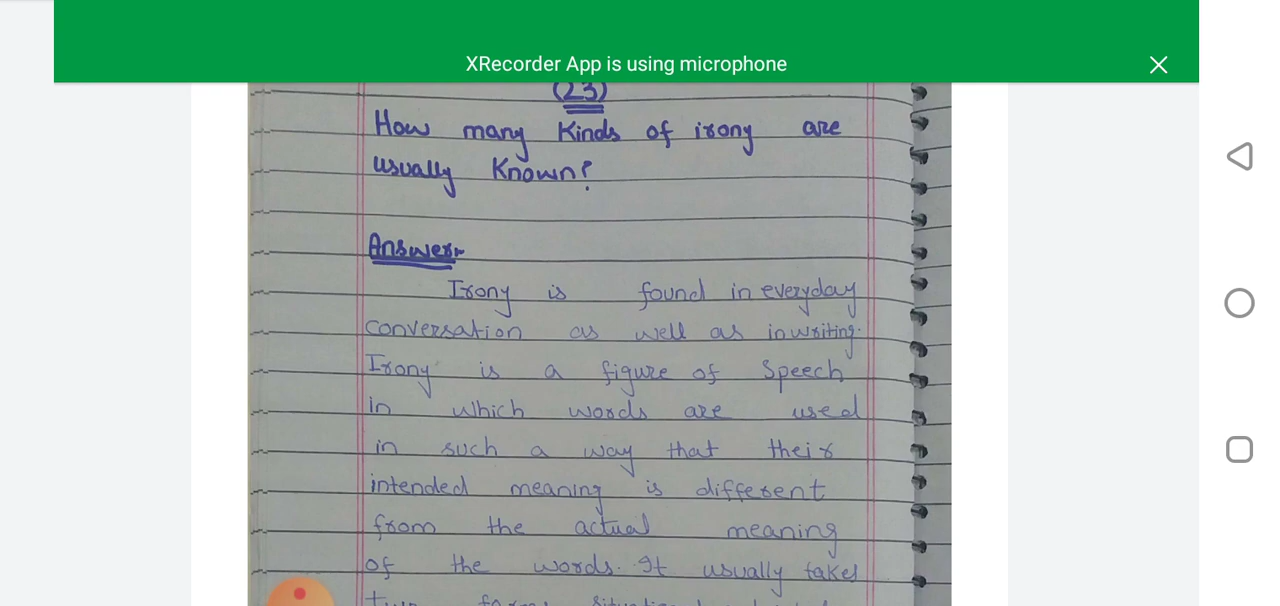 XRecorder App is using microphone
(23)
How many Kinds of irony are
usually Known?
Answer:-
Irony is found in everyday
conversation as well as in writing.
Irony is a figure of Speech
in which words are used
in such a way that their
intended meaning is different
from the actual meaning
of the words. It usually takes